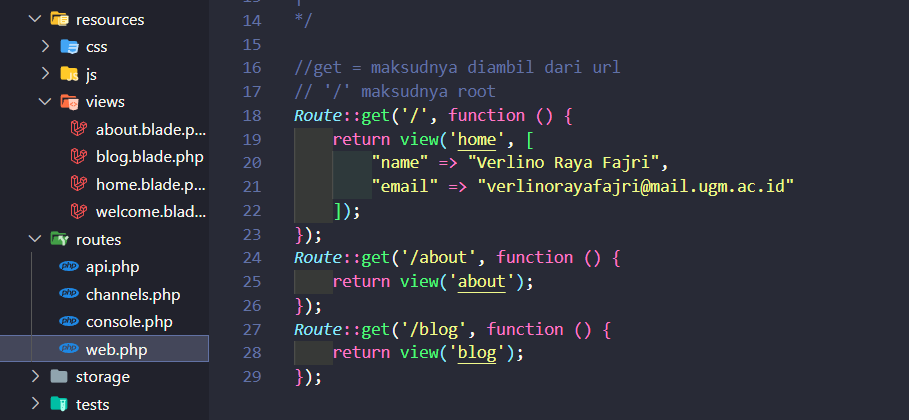 resources
css
js
views
about.blade.p...
blog.blade.php
home.blade.p...
welcome.blad...
routes
php api.php
php channels.php
php console.php
php web.php
storage
tests
14 */
15
16 //get = maksudnya diambil dari url
17 // '/' maksudnya root
18 Route::get('/', function () {
19 return view('home', [
20 "name" => "Verlino Raya Fajri",
21 "email" => "verlinorayafajri@mail.ugm.ac.id"
22 ]);
23 });
24 Route::get('/about', function () {
25 return view('about');
26 });
27 Route::get('/blog', function () {
28 return view('blog');
29 });